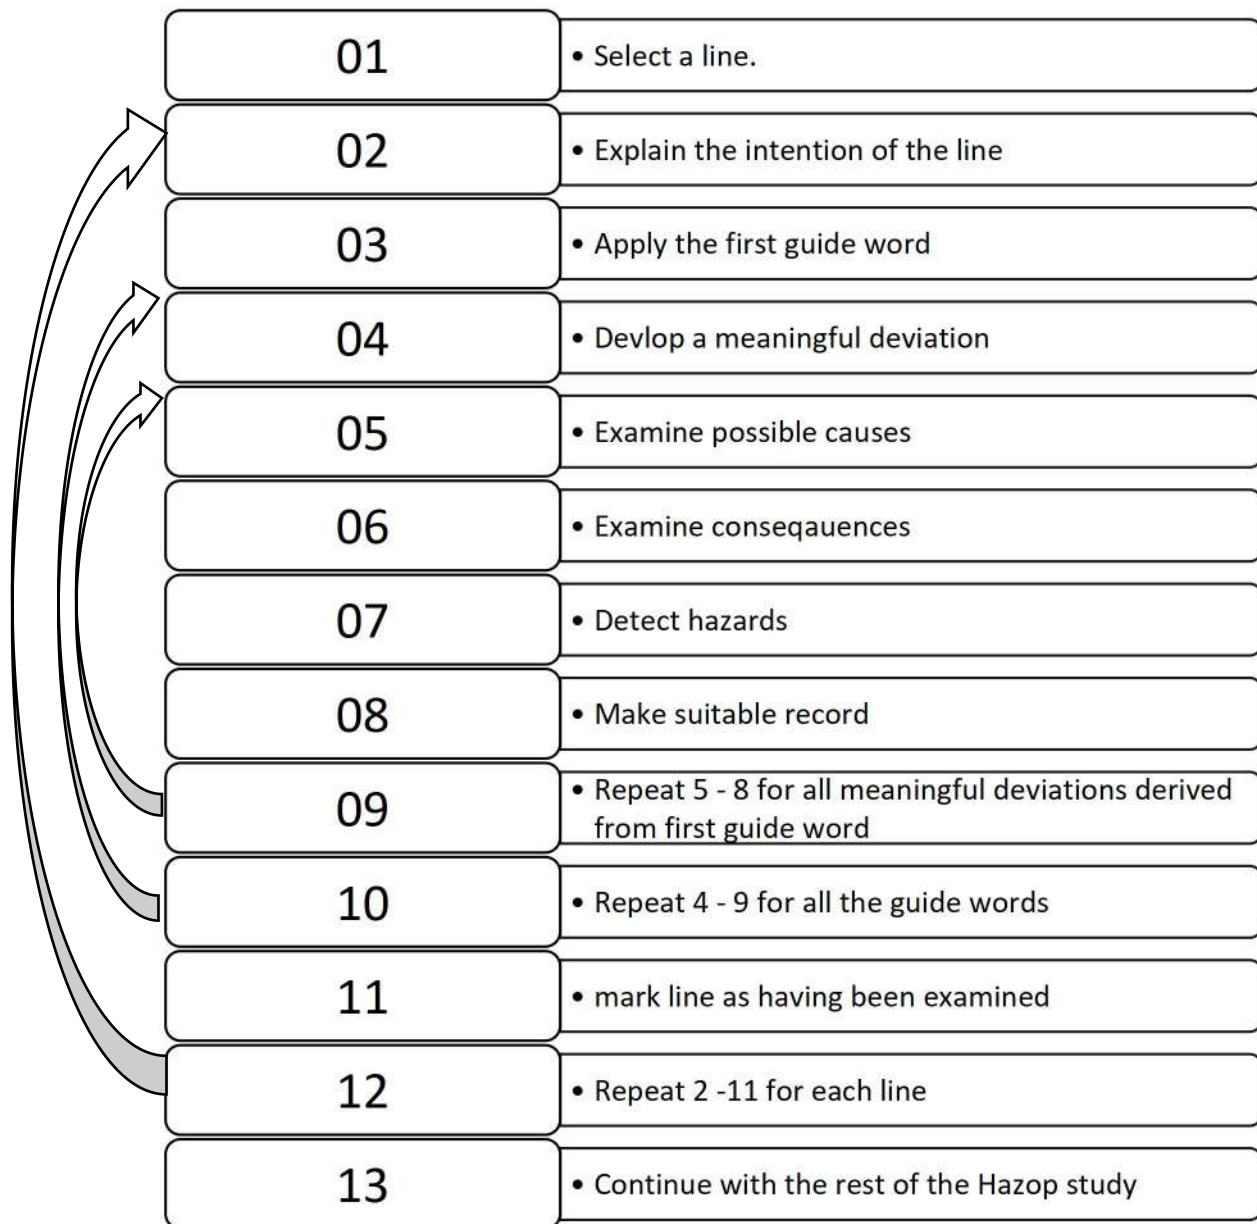 01
• Select a line.
02
• Explain the intention of the line
03
• Apply the first guide word
04
• Devlop a meaningful deviation
05
• Examine possible causes
06
• Examine conseqauences
07
• Detect hazards
08
• Make suitable record
09
• Repeat 5 - 8 for all meaningful deviations derived
from first guide word
10
• Repeat 4 - 9 for all the guide words
11
• mark line as having been examined
12
• Repeat 2 -11 for each line
13
• Continue with the rest of the Hazop study